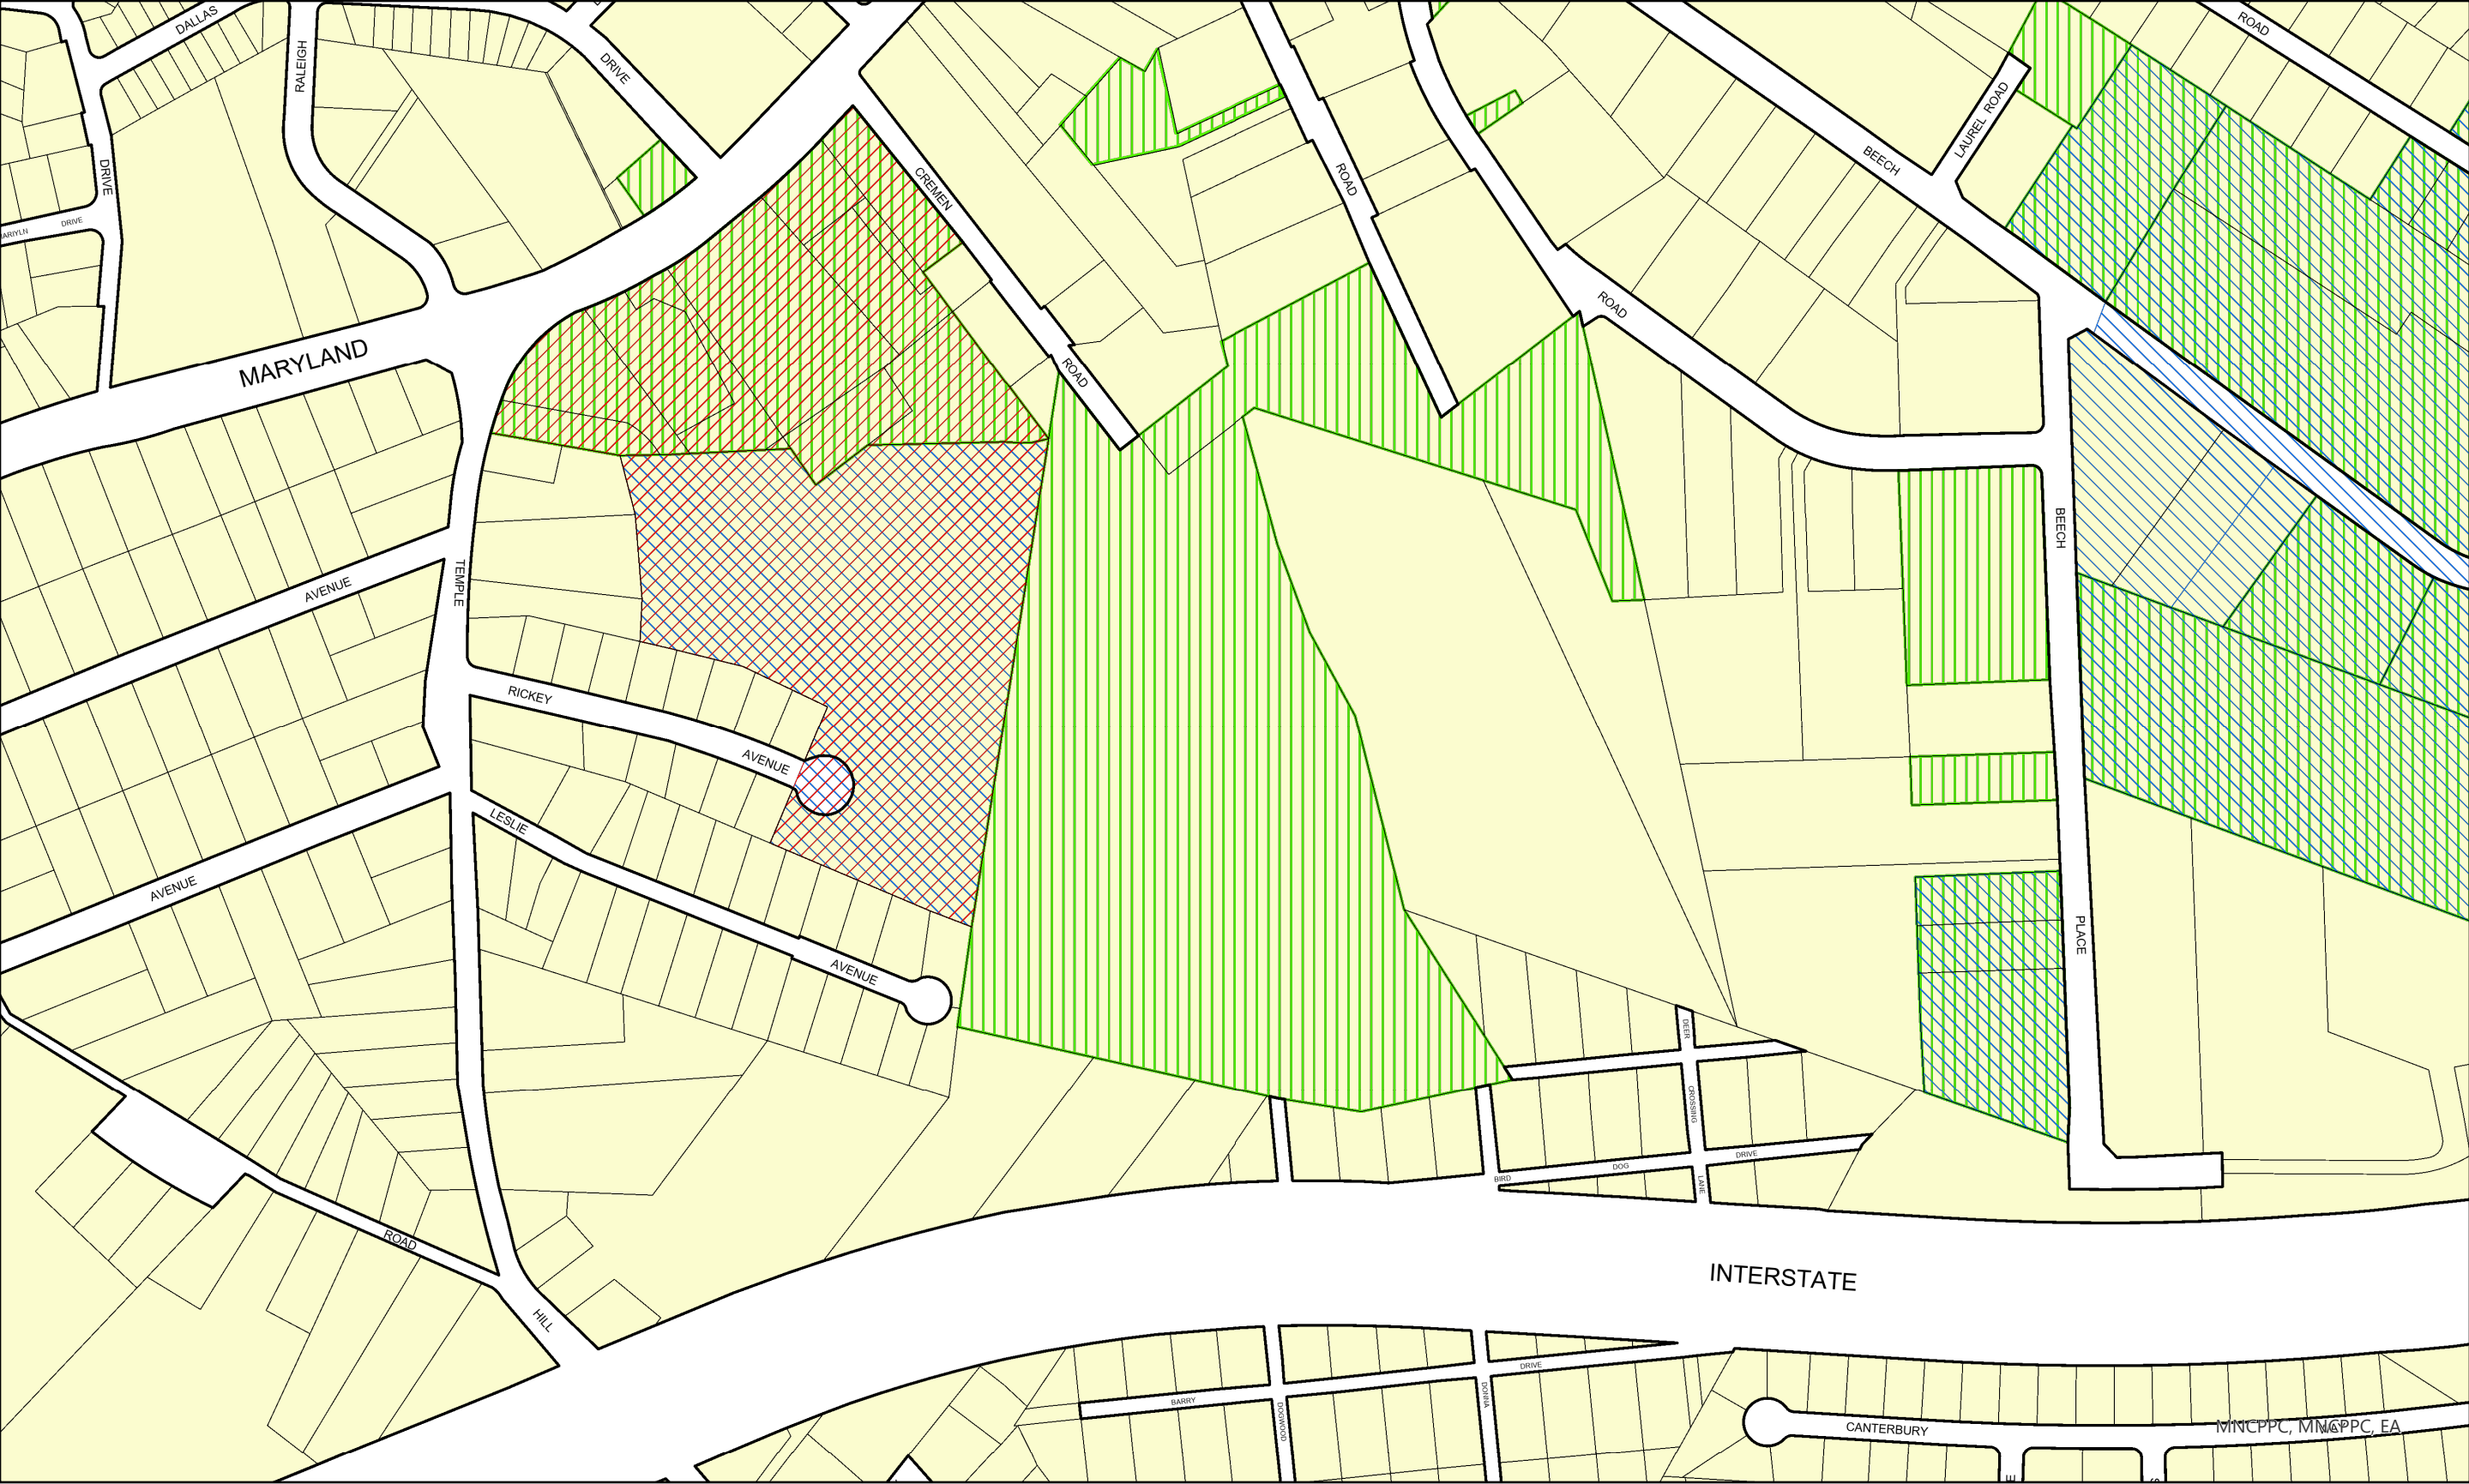 DALLAS
RALEIGH
DRIVE
DRIVE
DRIVE
CREMEN
ROAD
LAUREL ROAD
BEECH
ROAD
MARYLAND
ROAD
ROAD
BEECH
TEMPLE
AVENUE
RICKEY
AVENUE
LESLIE
AVENUE
AVENUE
PLACE
DEER
CROSSING
LANE
BIRD
DOG
DRIVE
ROAD
HILL
INTERSTATE
BARRY
DRIVE
DOGWOOD
DONNA
CANTERBURY
MNCPPC, MNCPPC, EA